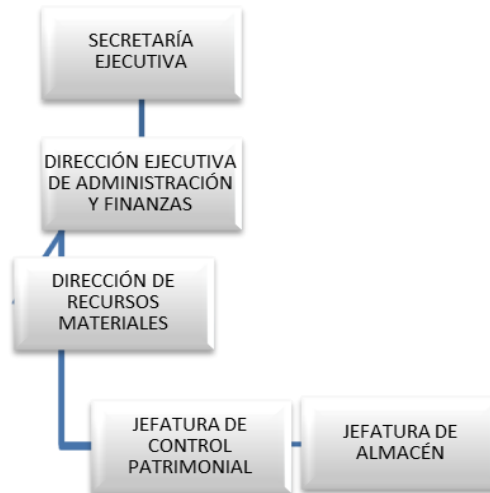 SECRETARÍA
EJECUTIVA
DIRECCIÓN EJECUTIVA
DE ADMINISTRACIÓN
Y FINANZAS
DIRECCIÓN DE
RECURSOS
MATERIALES
JEFATURA DE
CONTROL
PATRIMONIAL
JEFATURA DE
ALMACÉN